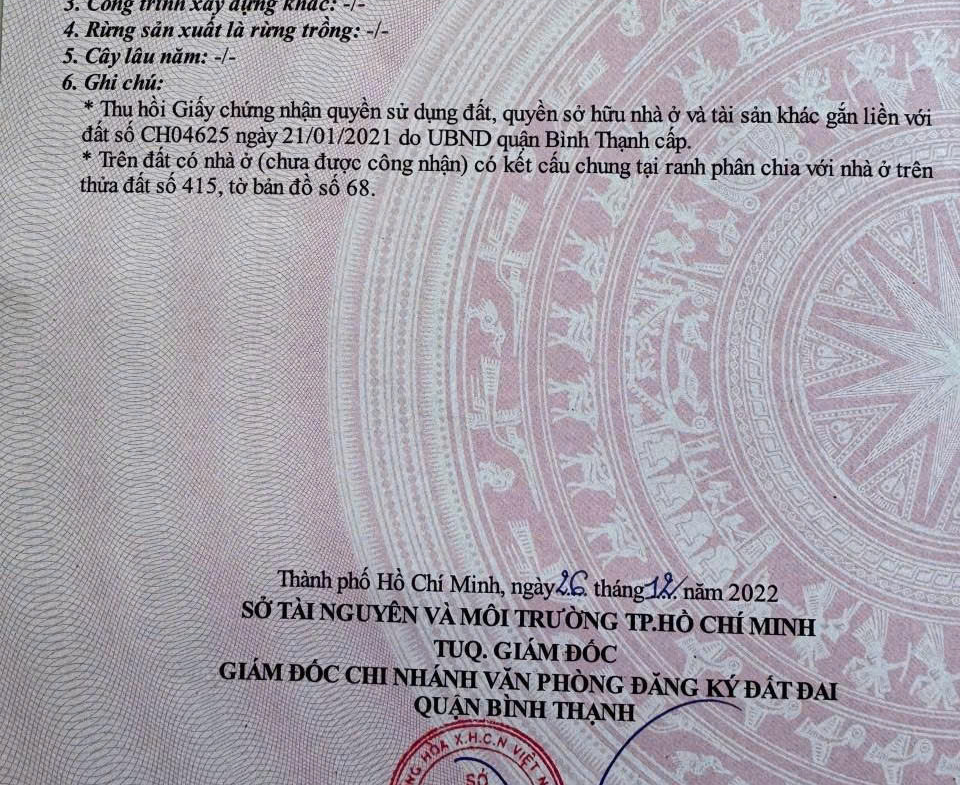 3. Công trình xây dựng khác: -/-
4. Rừng sản xuất là rừng trồng: -/-
5. Cây lâu năm: -/-
6. Ghi chú:
* Thu hồi Giấy chứng nhận quyền sử dụng đất, quyền sở hữu nhà ở và tài sản khác gắn liền với
đất số CH04625 ngày 21/01/2021 do UBND quận Bình Thạnh cấp.
* Trên đất có nhà ở (chưa được công nhận) có kết cấu chung tại ranh phân chia với nhà ở trên
thửa đất số 415, tờ bản đồ số 68.
Thành phố Hồ Chí Minh, ngày 26 tháng 12 năm 2022
SỞ TÀI NGUYÊN VÀ MÔI TRƯỜNG TP.HỒ CHÍ MINH
TUQ. GIÁM ĐỐC
GIÁM ĐỐC CHI NHÁNH VĂN PHÒNG ĐĂNG KÝ ĐẤT ĐAI
QUẬN BÌNH THẠNH
HÒA X.H.C.N VIỆT
SỞ